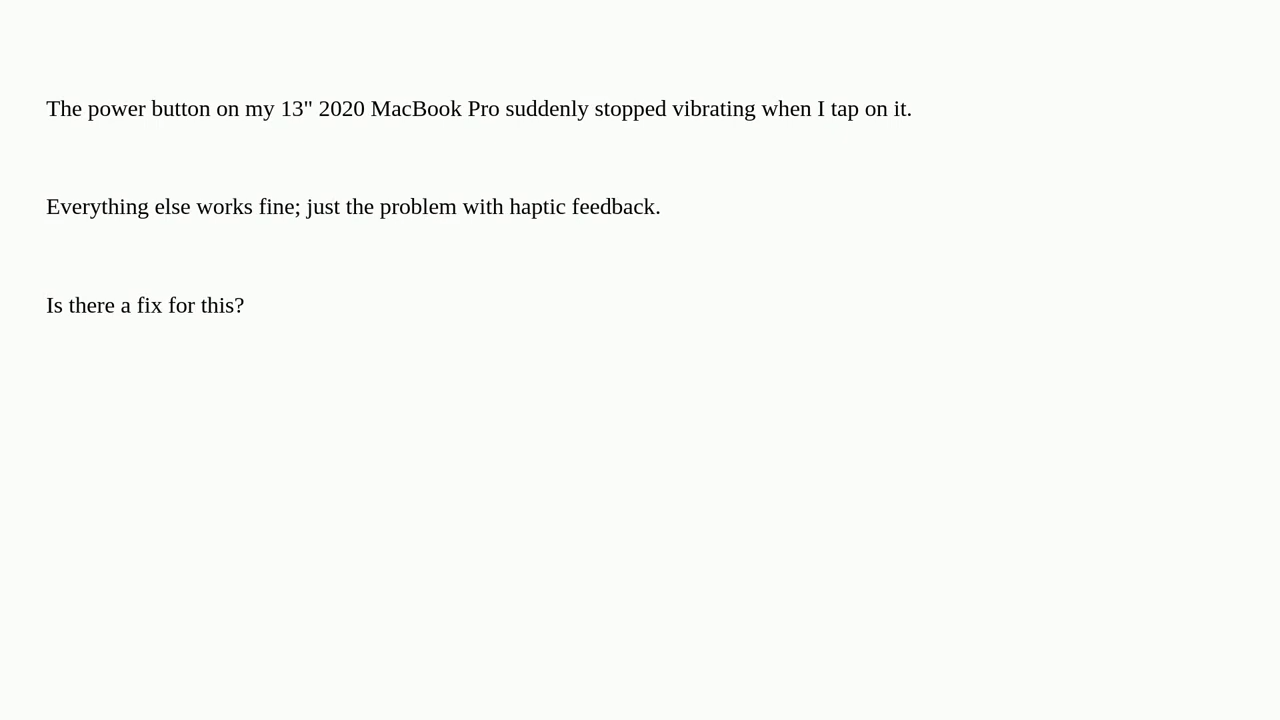 The power button on my 13" 2020 MacBook Pro suddenly stopped vibrating when I tap on it.
Everything else works fine; just the problem with haptic feedback.
Is there a fix for this?